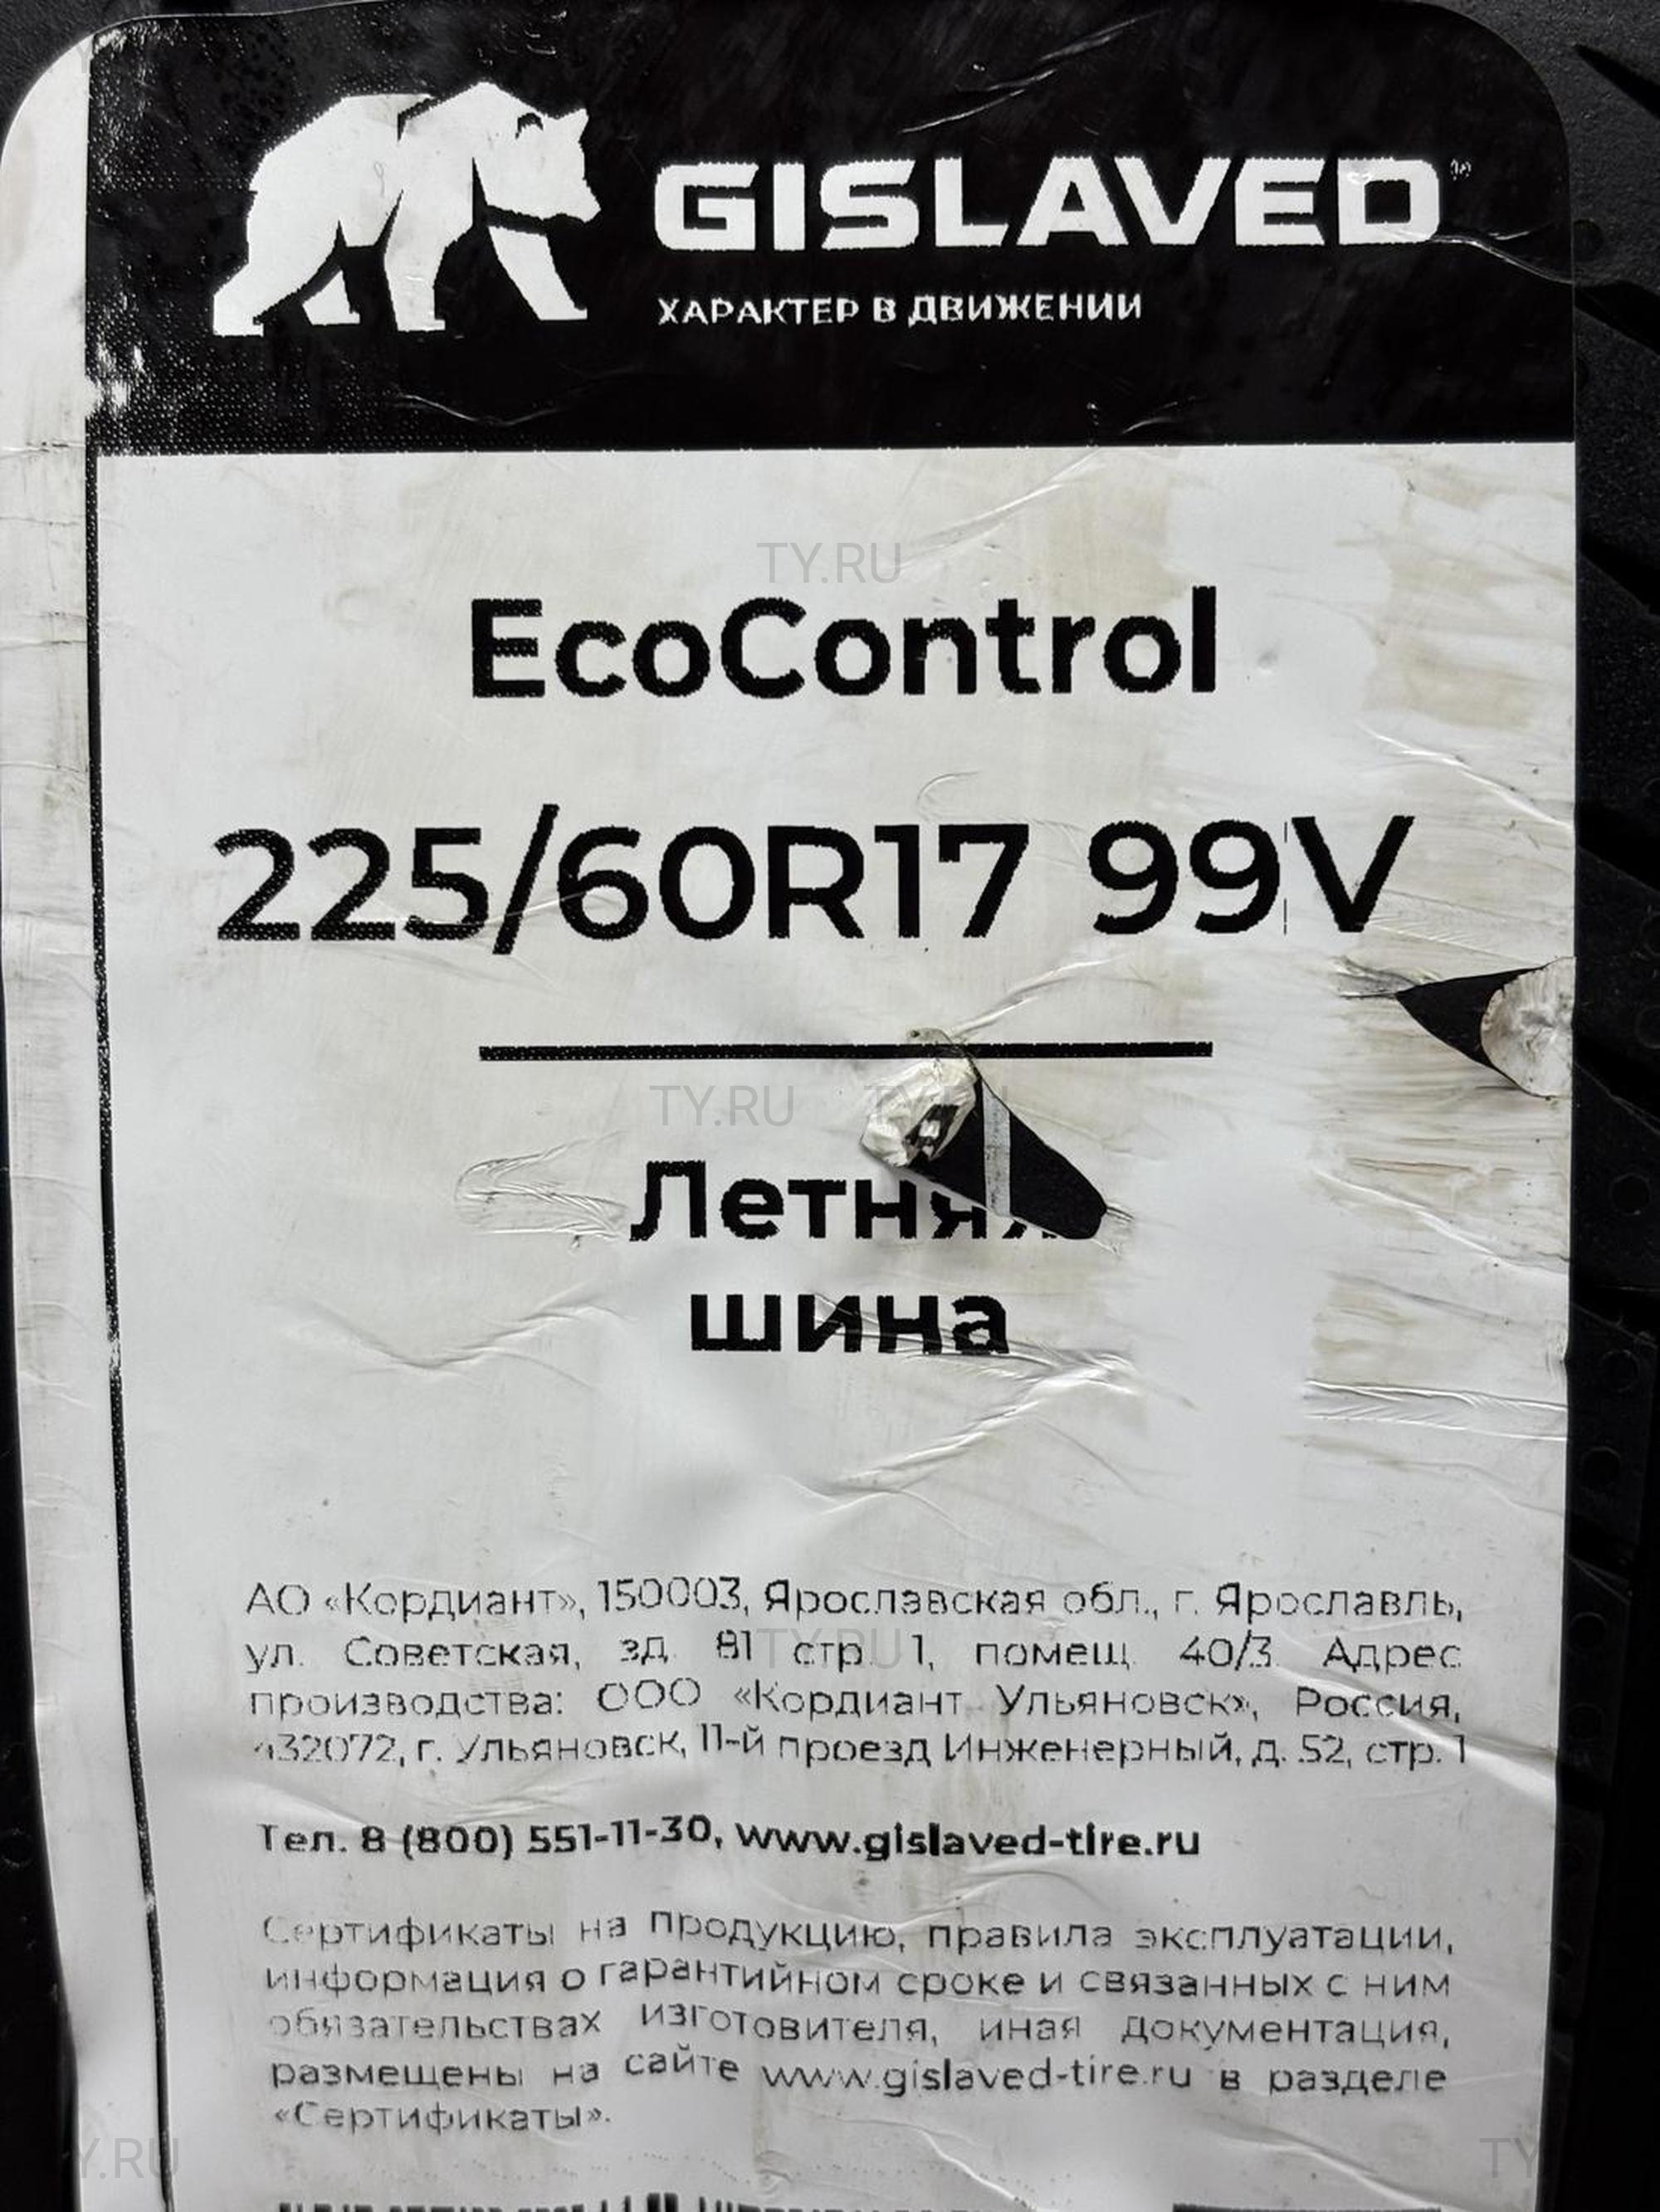 GISLAVED
ХАРАКТЕР В ДВИЖЕНИИ
TY.RU
EcoControl
225/60R17 99V
TY.RU
Летняя
шина
АО «Кордиант», 150003, Ярославская обл., г. Ярославль,
ул. Советская, зд. 81 стр. 1, помещ. 40/3. Адрес
TY.RU
производства: ООО «Кордиант Ульяновск», Россия,
432072, г. Ульяновск, 11-й проезд Инженерный, д. 52, стр. 1
Тел. 8 (800) 551-11-30, www.gislaved-tire.ru
Сертификаты на продукцию, правила эксплуатации,
информация о гарантийном сроке и связанных с ним
обязательствах изготовителя, иная документация,
размещены на сайте www.gislaved-tire.ru в разделе
«Сертификаты».